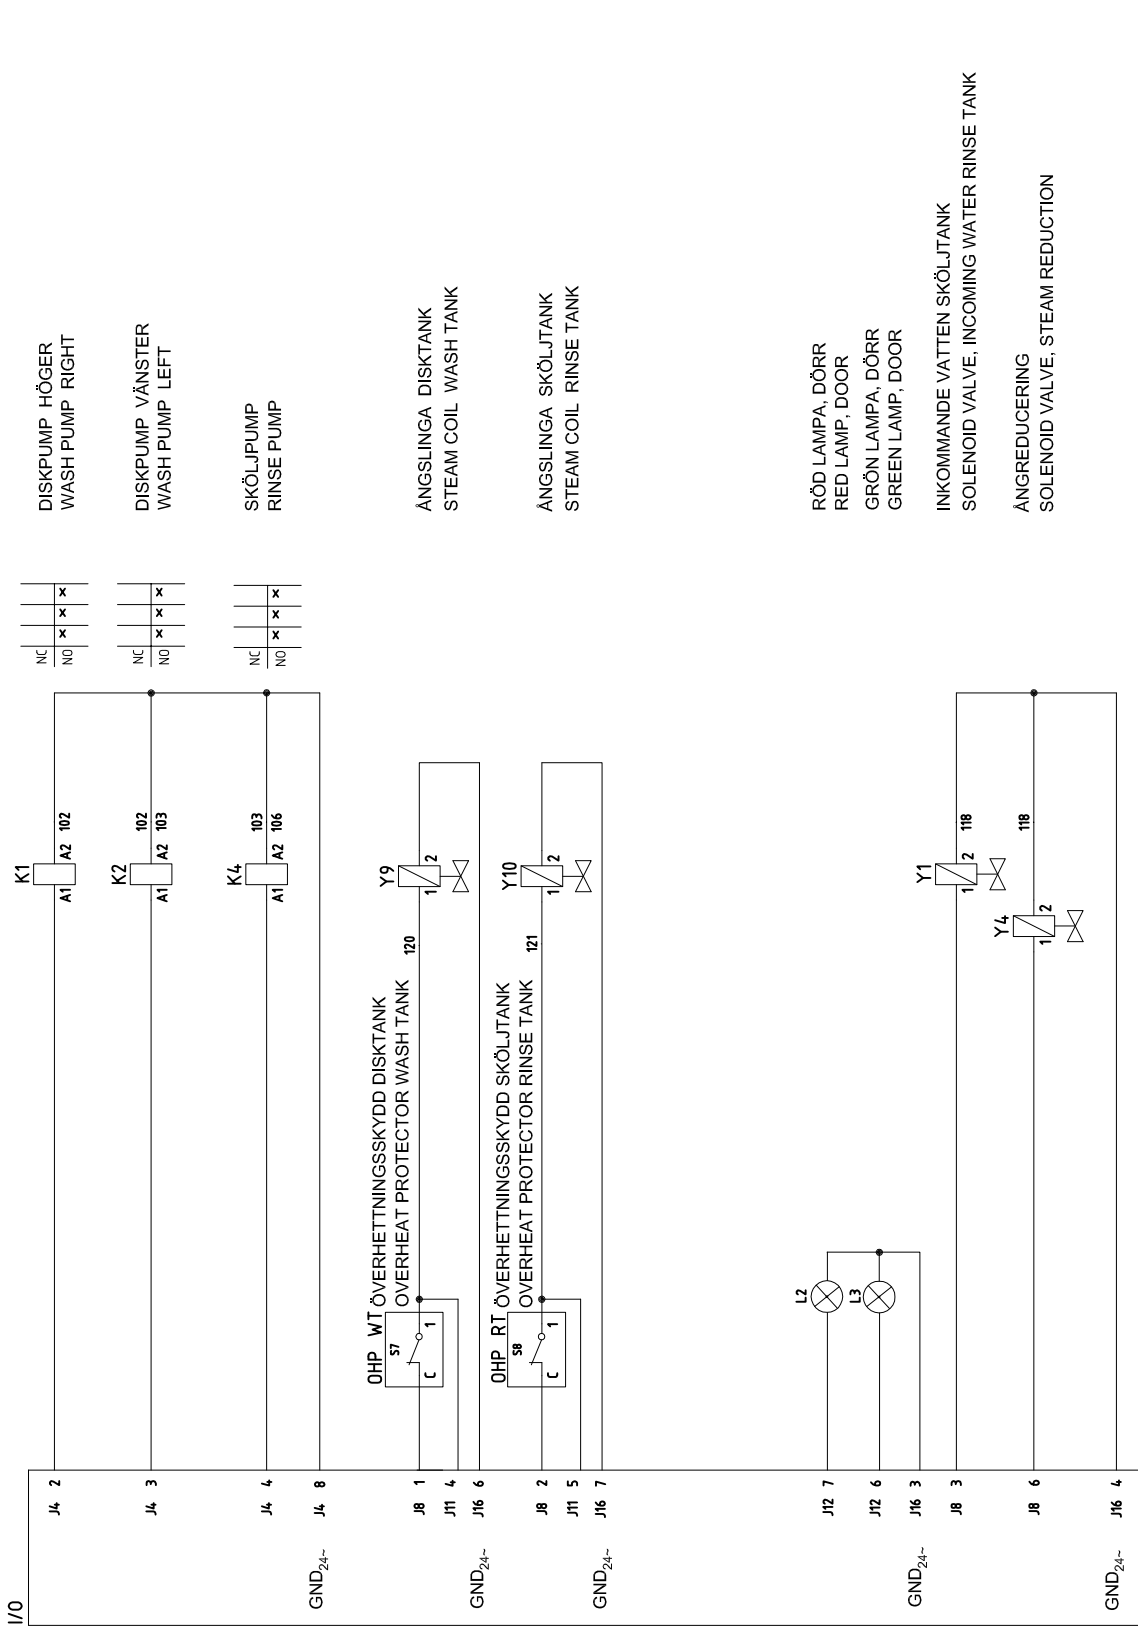 I/O
J4 2
K1
A1 A2 102
NC
NO
x x x
DISKPUMP HÖGER
WASH PUMP RIGHT
J4 3
K2
A1 A2 103
102
NC
NO
x x x
DISKPUMP VÄNSTER
WASH PUMP LEFT
J4 4
K4
A1 A2 106
103
NC
NO
x x x
SKÖLJPUMP
RINSE PUMP
GND24~ J4 8
OHP WT ÖVERHETTNINGSSKYDD DISKTANK
OVERHEAT PROTECTOR WASH TANK
S7
C 1
J8 1
120
Y9
1 2
ÅNGSLINGA DISKTANK
STEAM COIL WASH TANK
J11 4
GND24~ J16 6
OHP RT ÖVERHETTNINGSSKYDD SKÖLJTANK
OVERHEAT PROTECTOR RINSE TANK
S8
C 1
J8 2
121
Y10
1 2
ÅNGSLINGA SKÖLJTANK
STEAM COIL RINSE TANK
J11 5
GND24~ J16 7
J12 7
L2
RÖD LAMPA, DÖRR
RED LAMP, DOOR
J12 6
L3
GRÖN LAMPA, DÖRR
GREEN LAMP, DOOR
GND24~ J16 3
J8 3
Y1
1 2
118
INKOMMANDE VATTEN SKÖLJTANK
SOLENOID VALVE, INCOMING WATER RINSE TANK
J8 6
Y4
1 2
118
ÅNGREDUCERING
SOLENOID VALVE, STEAM REDUCTION
GND24~ J16 4